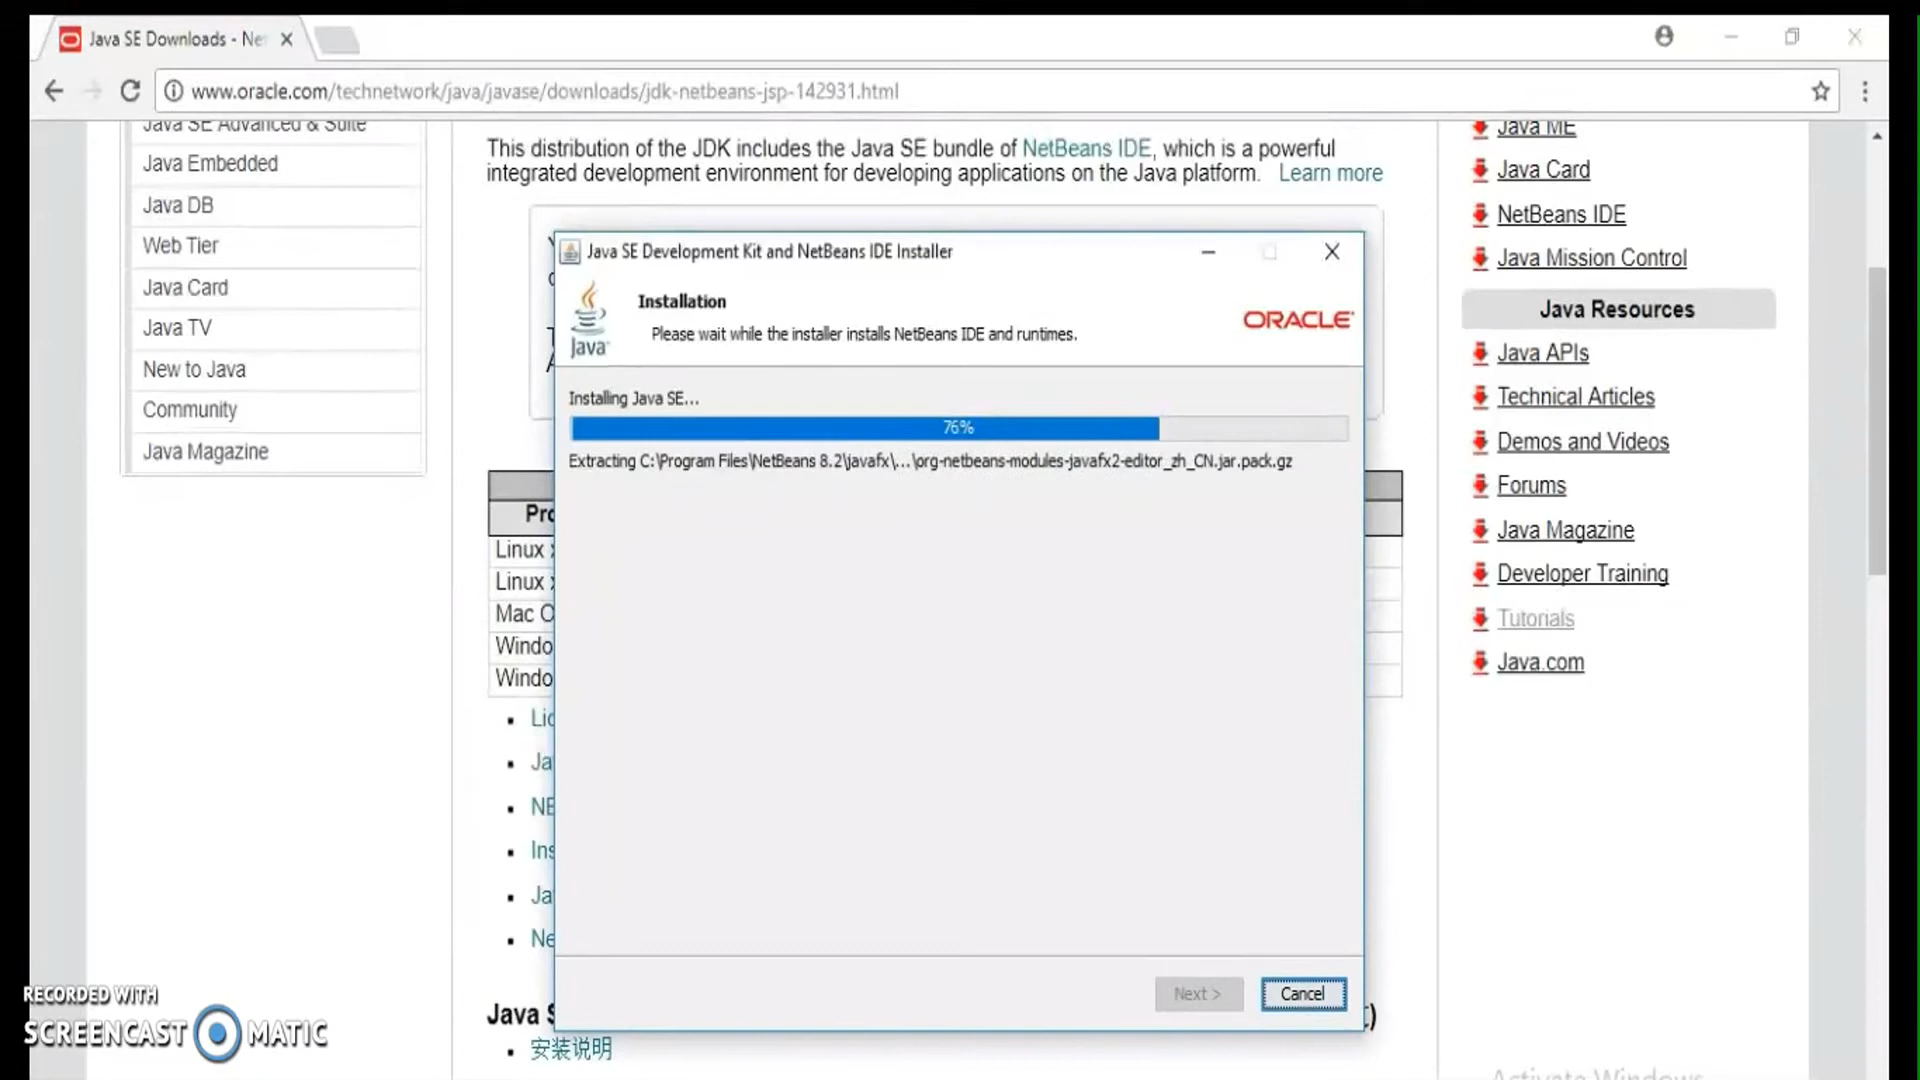 Java SE Downloads - Net
www.oracle.com/technetwork/java/javase/downloads/jdk-netbeans-jsp-142931.html
Java SE Advanced & Suite
Java Embedded
Java DB
Web Tier
Java Card
Java TV
New to Java
Community
Java Magazine
This distribution of the JDK includes the Java SE bundle of NetBeans IDE, which is a powerful
integrated development environment for developing applications on the Java platform. Learn more
Java SE Development Kit and NetBeans IDE Installer
Installation
Please wait while the installer installs NetBeans IDE and runtimes.
Java
ORACLE
Installing Java SE...
76%
Extracting C:\Program Files\NetBeans 8.2\javafx\...\org-netbeans-modules-javafx2-editor_zh_CN.jar.pack.gz
Next >
Cancel
Linux
Linux
Mac O
Windo
Windo
Java S
安装说明
Java ME
Java Card
NetBeans IDE
Java Mission Control
Java Resources
Java APIs
Technical Articles
Demos and Videos
Forums
Java Magazine
Developer Training
Tutorials
Java.com
RECORDED WITH
SCREENCAST MATIC
Activate Windows